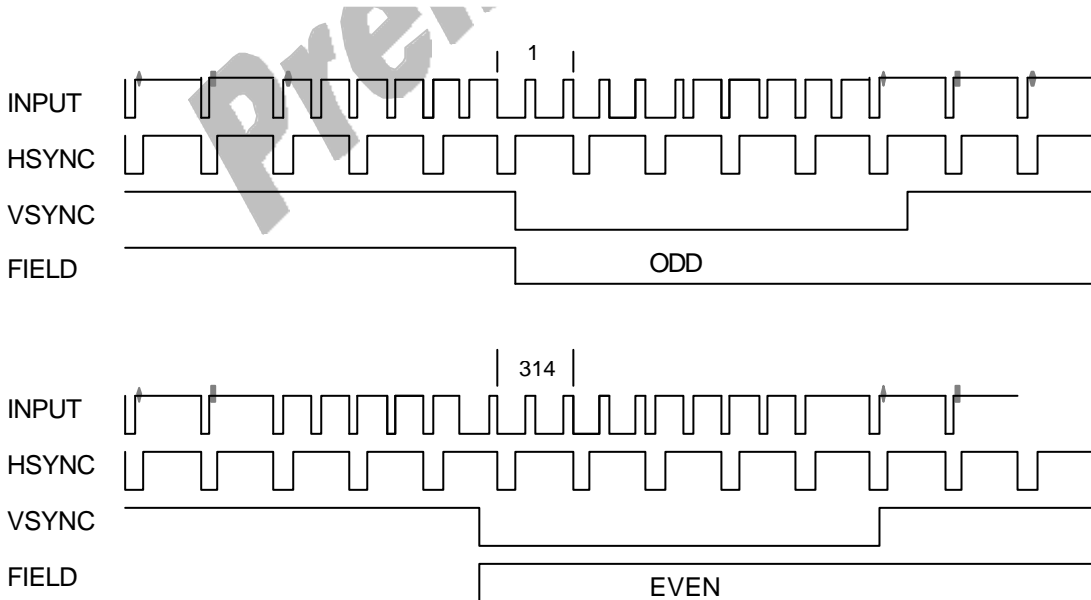 1
INPUT
HSYNC
VSYNC
FIELD
ODD
314
INPUT
HSYNC
VSYNC
FIELD
EVEN